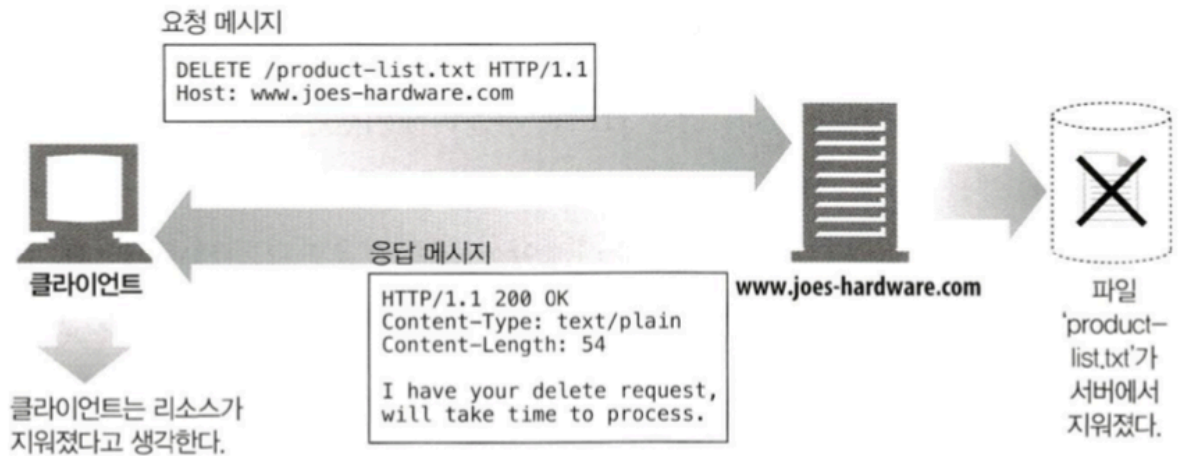 요청 메시지
DELETE /product-list.txt HTTP/1.1
Host: www.joes-hardware.com
클라이언트
응답 메시지
HTTP/1.1 200 OK
Content-Type: text/plain
Content-Length: 54
I have your delete request,
will take time to process.
www.joes-hardware.com
파일
'product-
list.txt'가
서버에서
지워졌다.
클라이언트는 리소스가
지워졌다고 생각한다.